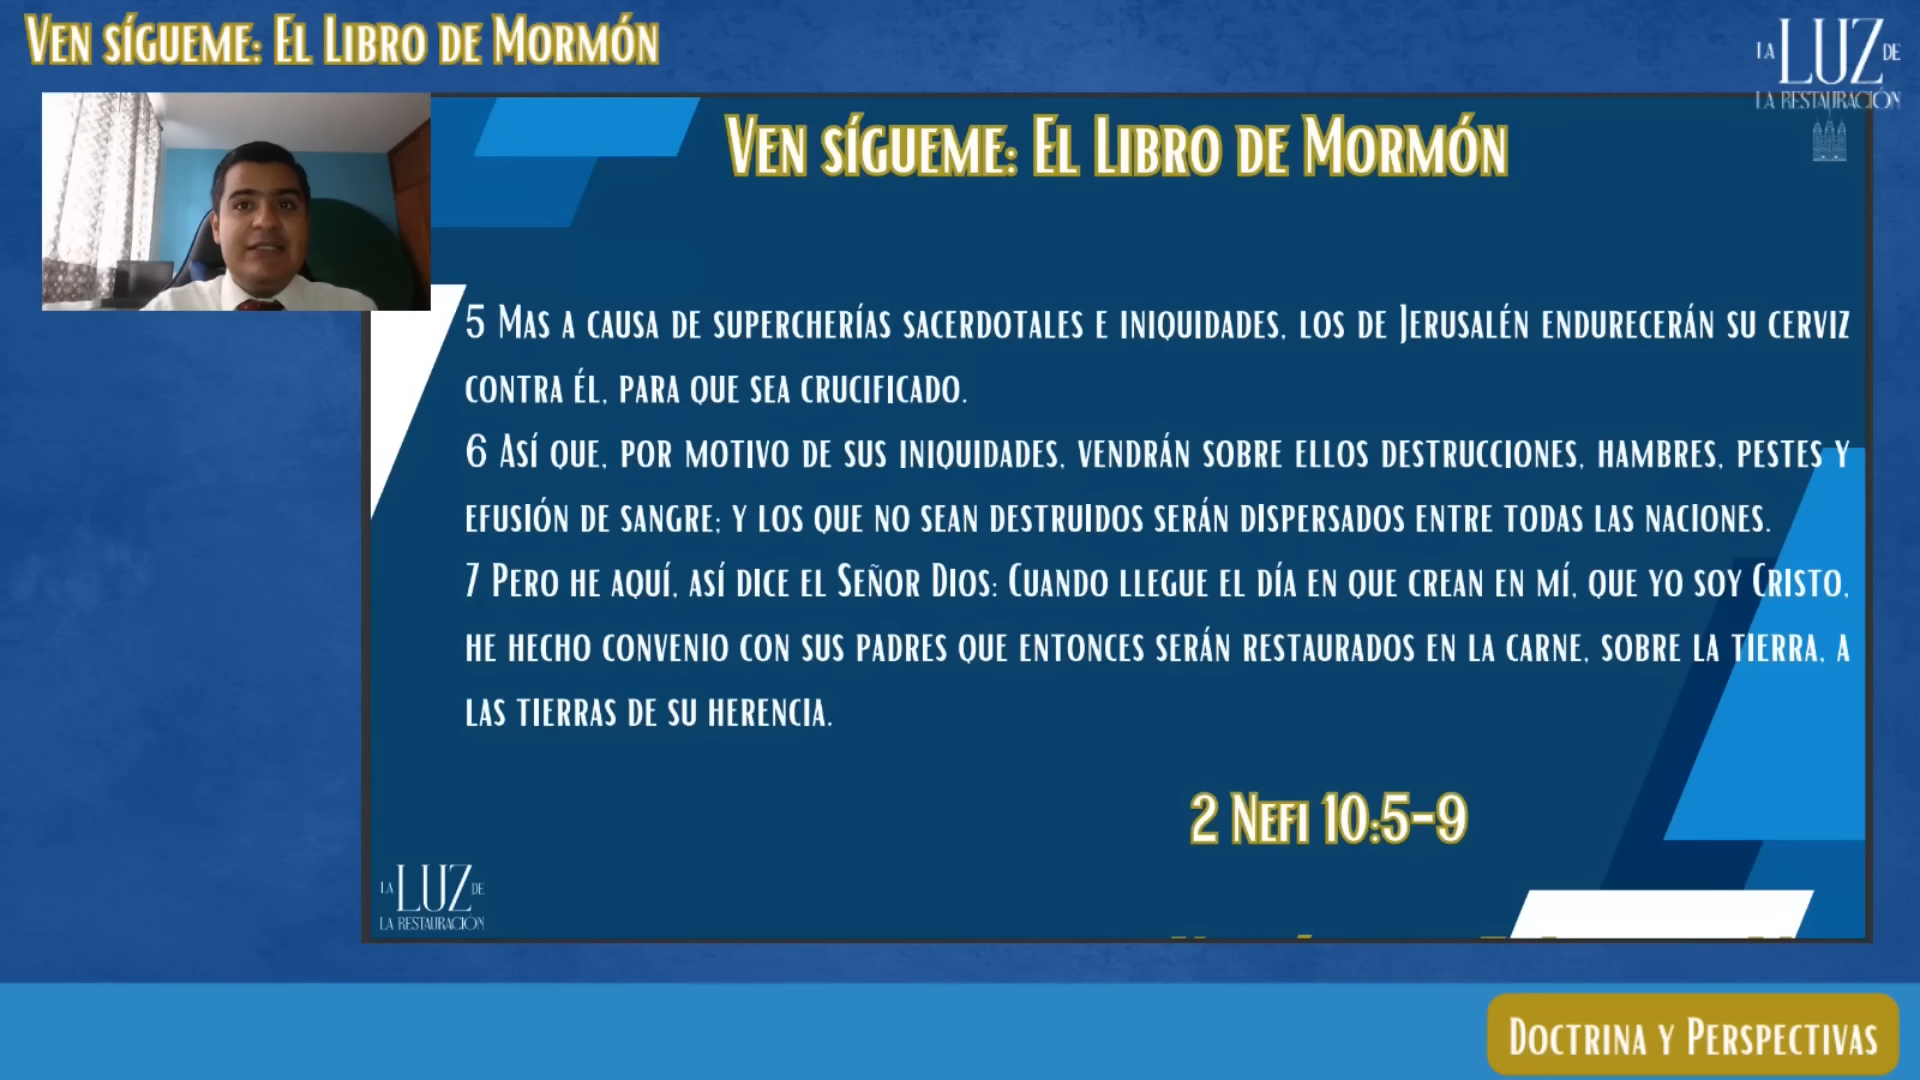 Ven sígueme: El Libro de Mormón
LA LUZ DE
LA RESTAURACIÓN
Ven sígueme: El Libro de Mormón
5 Mas a causa de supercherías sacerdotales e iniquidades, los de Jerusalén endurecerán su cerviz
contra él, para que sea crucificado.
6 Así que, por motivo de sus iniquidades, vendrán sobre ellos destrucciones, hambres, pestes y
efusión de sangre; y los que no sean destruidos serán dispersados entre todas las naciones.
7 Pero he aquí, así dice el Señor Dios: Cuando llegue el día en que crean en mí, que yo soy Cristo,
he hecho convenio con sus padres que entonces serán restaurados en la carne, sobre la tierra, a
las tierras de su herencia.
2 Nefi 10:5-9
LA LUZ DE
LA RESTAURACIÓN
Doctrina y Perspectivas